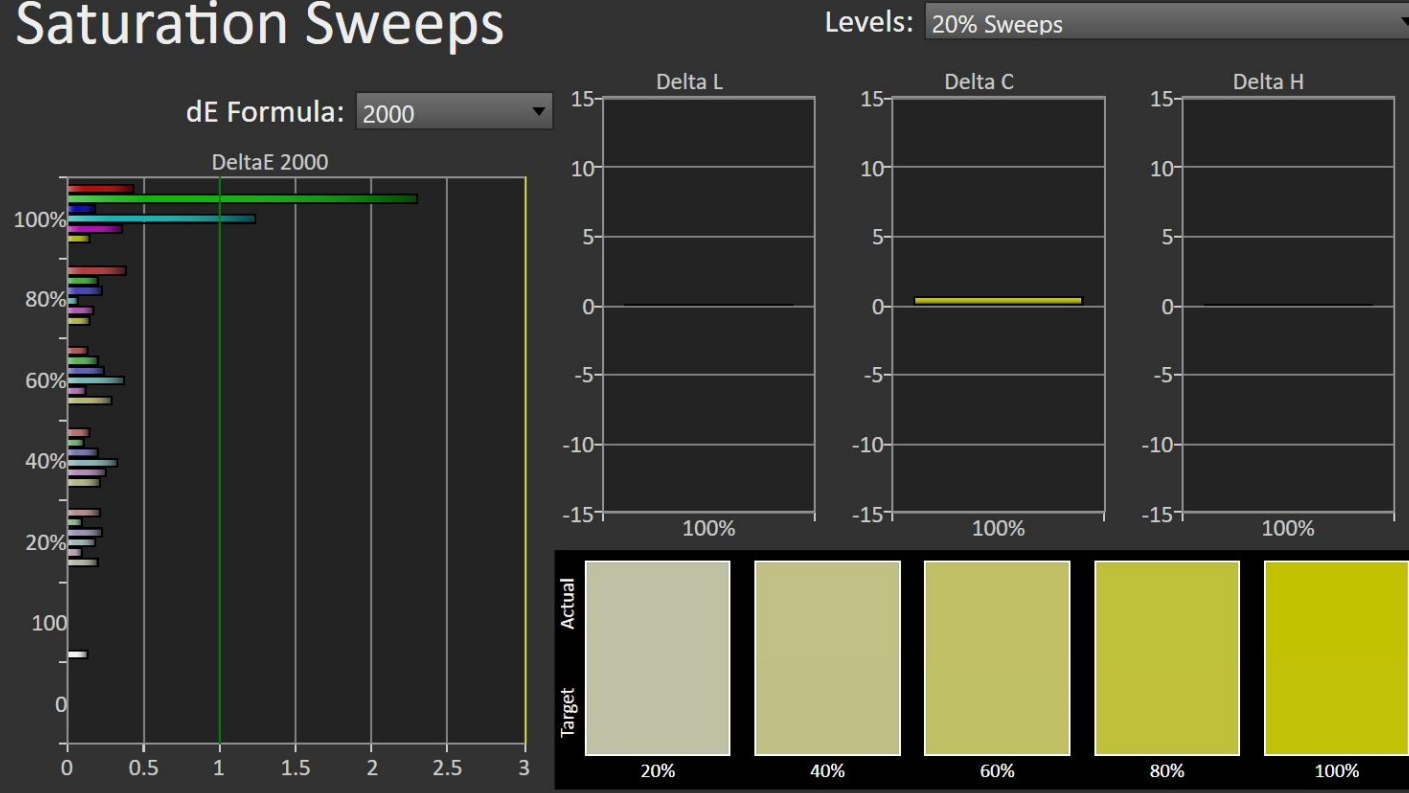 Saturation Sweeps
Levels: 20% Sweeps
dE Formula: 2000
DeltaE 2000
100%
80%
60%
40%
20%
100
0
0 0.5 1 1.5 2 2.5 3
Delta L
15
10
5
0
-5
-10
-15
100%
Delta C
15
10
5
0
-5
-10
-15
100%
Delta H
15
10
5
0
-5
-10
-15
100%
Actual
Target
20% 40% 60% 80% 100%